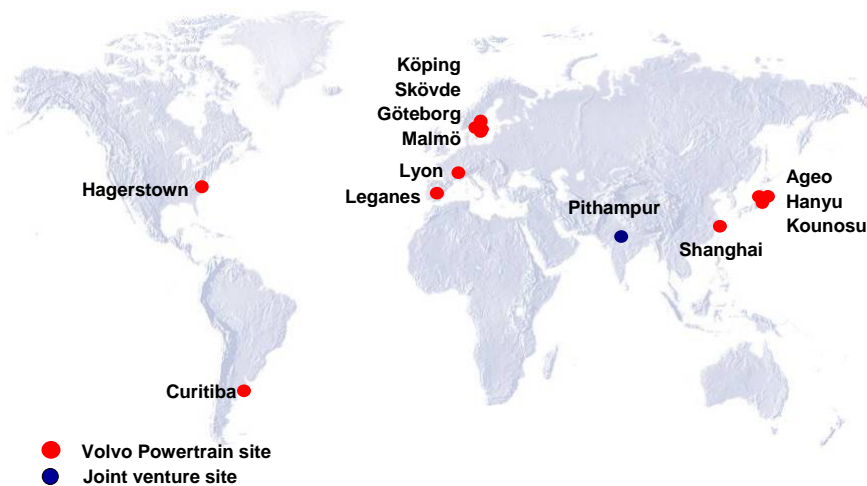 Köping
Skövde
Göteborg
Malmö
Lyon
Hagerstown
Leganes
Ageo
Pithampur
Hanyu
Kounosu
Shanghai
Curitiba
Volvo Powertrain site
Joint venture site